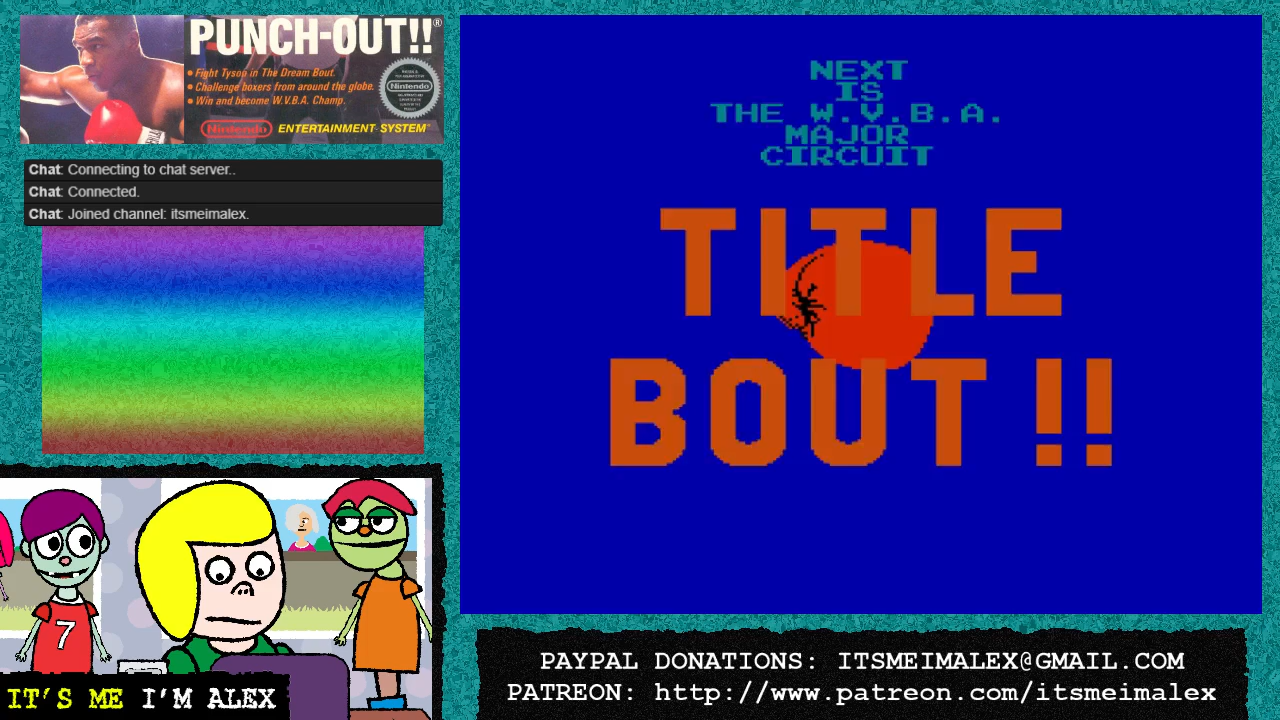 PUNCH-OUT!!®
• Fight Tyson in The Dream Bout.
• Challenge boxers from around the globe.
• Win and become W.V.B.A. Champ.
Nintendo ENTERTAINMENT SYSTEM™
Nintendo
Chat: Connecting to chat server..
Chat: Connected.
Chat: Joined channel: itsmeimalex.
NEXT
IS
THE W.V.B.A.
MAJOR
CIRCUIT
TITLE
BOUT!!
7
IT'S ME I'M ALEX
PAYPAL DONATIONS: ITSMEIMALEX@GMAIL.COM
PATREON: http://www.patreon.com/itsmeimalex